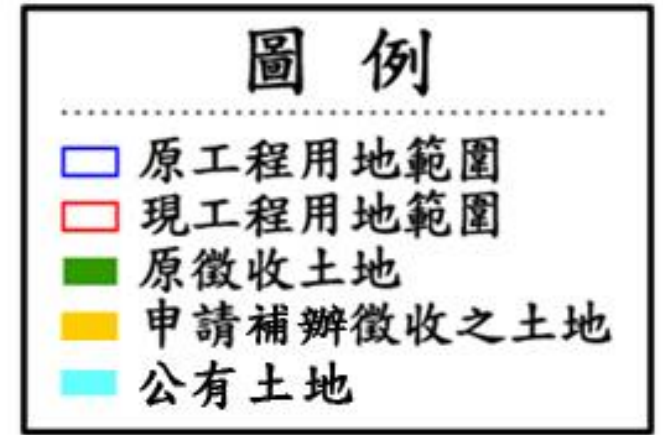 圖例
原工程用地範圍
現工程用地範圍
原徵收土地
申請補辦徵收之土地
公有土地